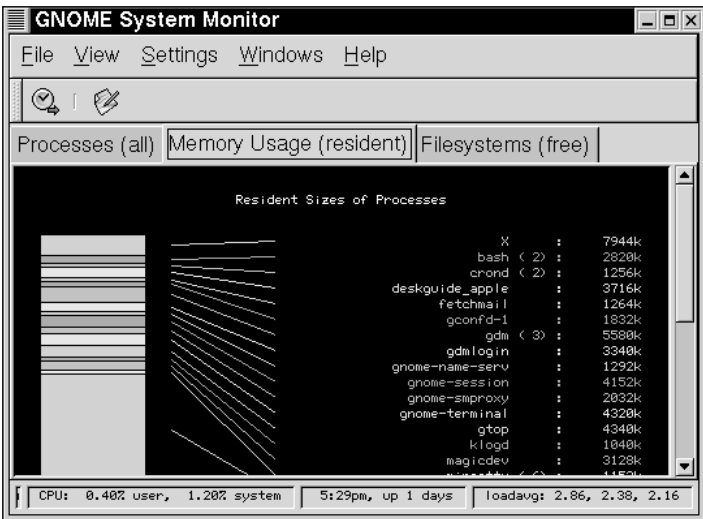 GNOME System Monitor
File View Settings Windows Help
Processes (all) Memory Usage (resident) Filesystems (free)
Resident Sizes of Processes
X : 7944k
bash ( 2) : 2820k
crond ( 2) : 1256k
deskguide_apple : 3716k
fetchmail : 1264k
gconfd-1 : 1832k
gdm ( 3) : 5580k
gdmlogin : 3340k
gnome-name-serv : 1292k
gnome-session : 4152k
gnome-smproxy : 2032k
gnome-terminal : 4320k
gtop : 4340k
klogd : 1040k
magicdev : 3128k
CPU: 0.40% user, 1.20% system 5:29pm, up 1 days loadavg: 2.86, 2.38, 2.16